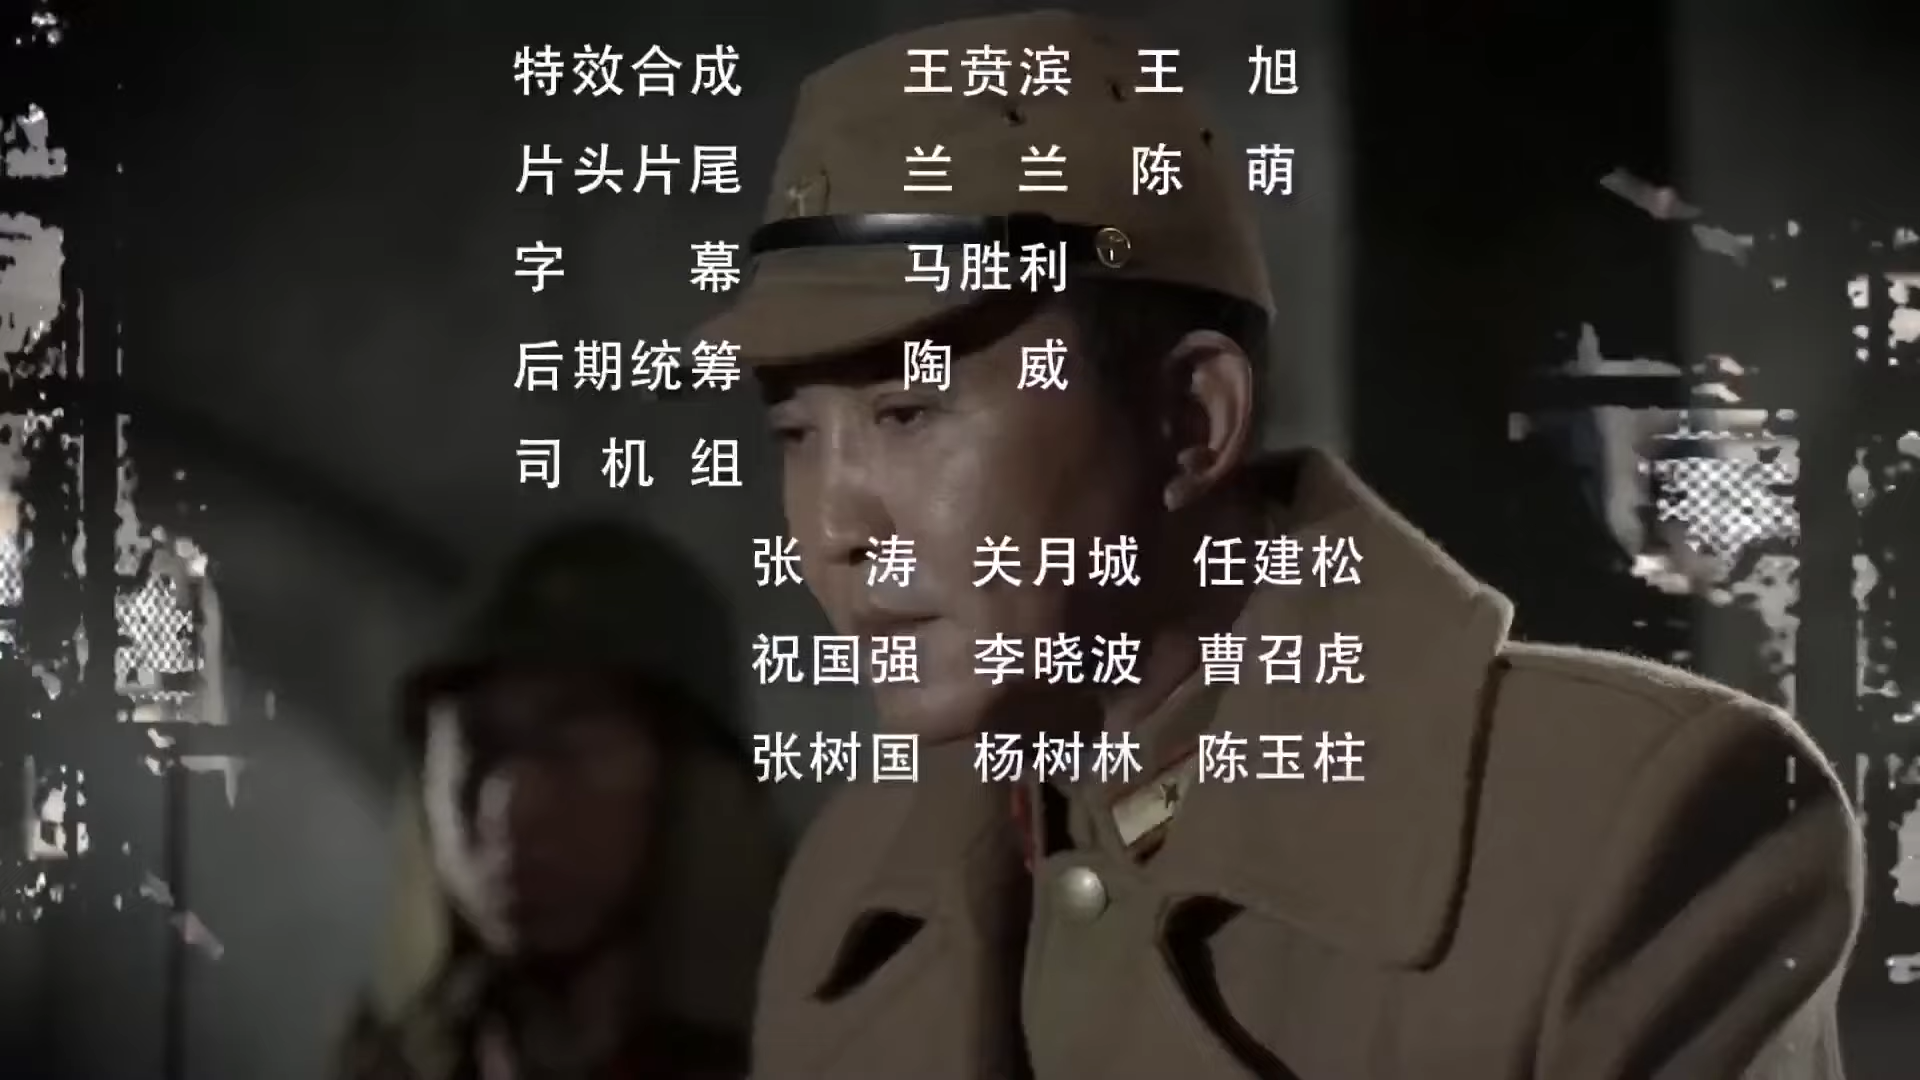 特效合成 王贲滨 王旭
片头片尾 兰兰 陈萌
字幕 马胜利
后期统筹 陶威
司机组
张涛 关月城 任建松
祝国强 李晓波 曹召虎
张树国 杨树林 陈玉柱